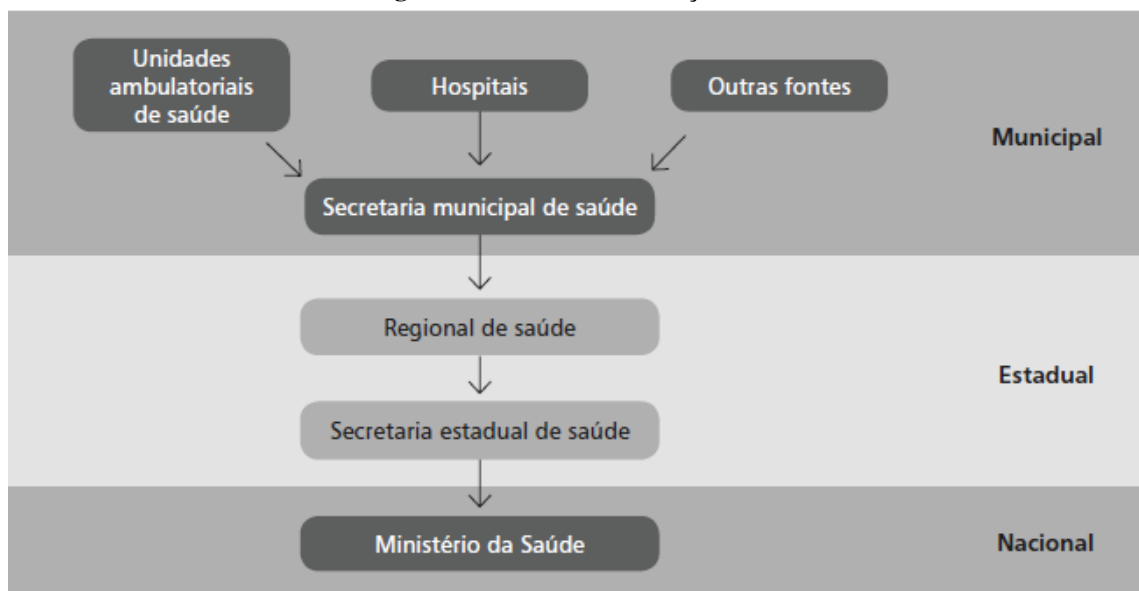 Unidades
ambulatoriais
de saúde
Hospitais
Outras fontes
Municipal
Secretaria municipal de saúde
Regional de saúde
Estadual
Secretaria estadual de saúde
Ministério da Saúde
Nacional